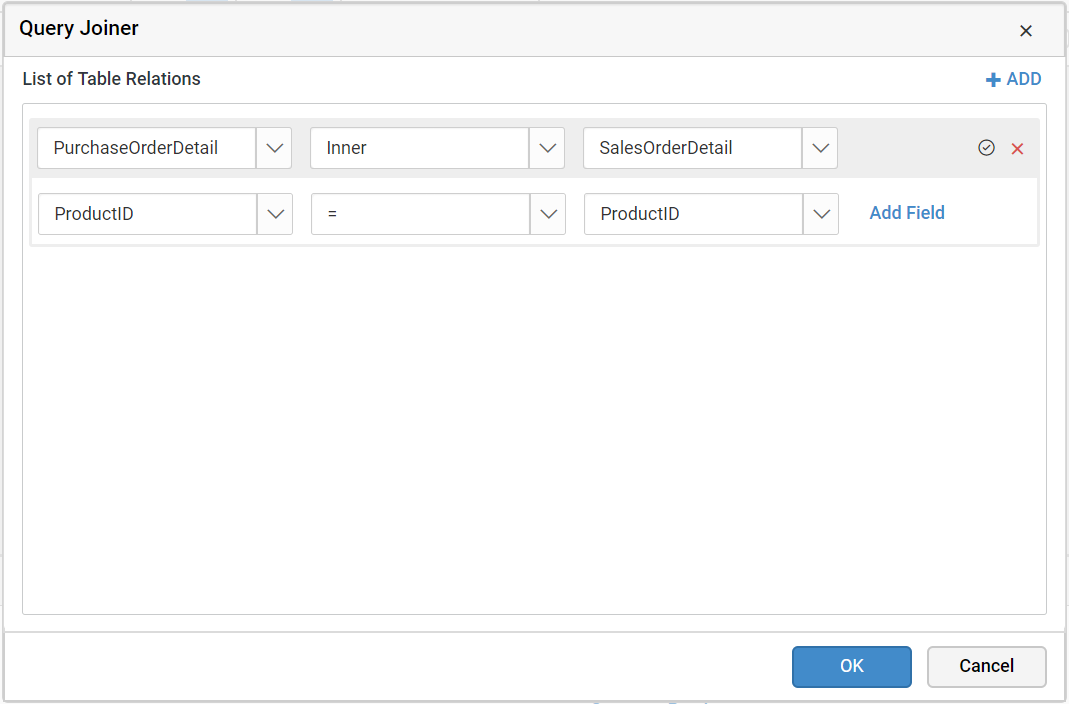 Query Joiner
List of Table Relations
ADD
PurchaseOrderDetail Inner SalesOrderDetail
ProductID = ProductID Add Field
OK Cancel